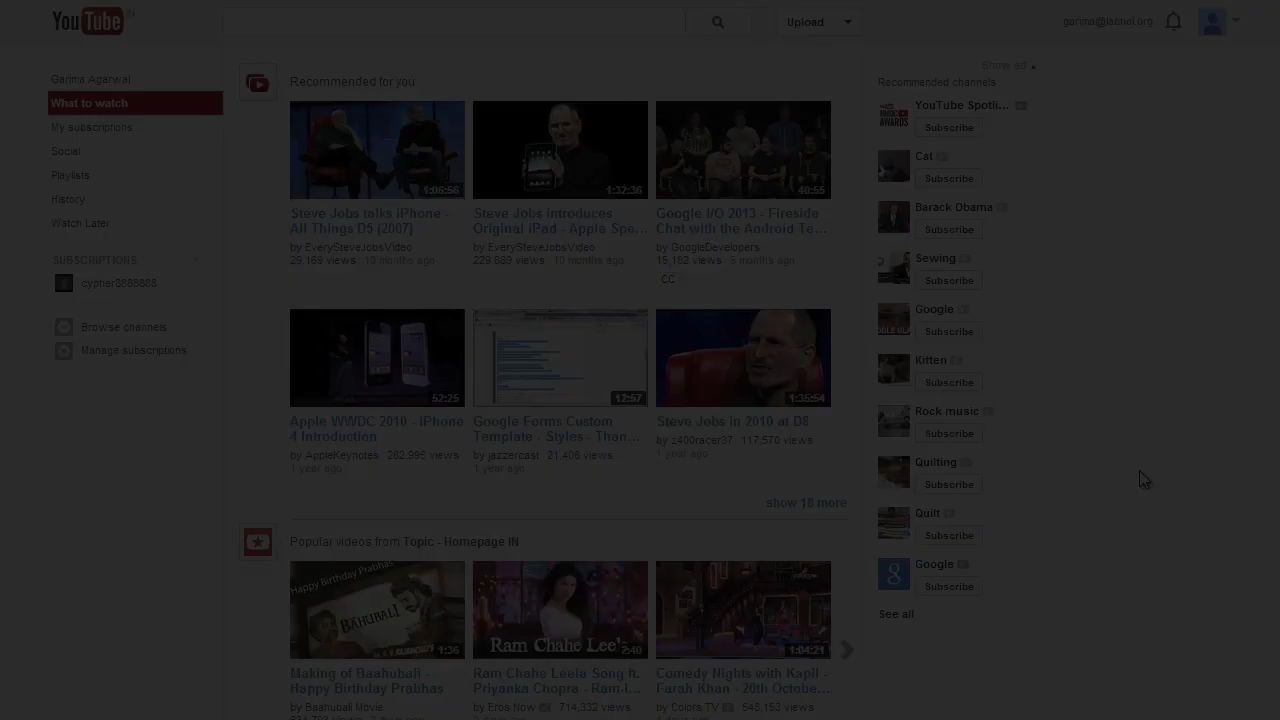 YouTube IN
Upload
garima@labnol.org
Garima Agarwal
What to watch
My subscriptions
Social
Playlists
History
Watch Later
SUBSCRIPTIONS
cypher8888888
Browse channels
Manage subscriptions
Recommended for you
1:06:56
1:32:36
40:55
Steve Jobs talks iPhone -
All Things D5 (2007)
by EverySteveJobsVideo
10 months ago
Steve Jobs introduces
Original iPad - Apple Spe...
by EverySteveJobsVideo
229,889 views 10 months ago
Google I/O 2013 - Fireside
Chat with the Android Te...
by GoogleDevelopers
15,182 views 5 months ago
CC
52:25
12:57
1:35:54
Apple WWDC 2010 - iPhone
4 Introduction
by AppleKeynotes 282,995 views
1 year ago
Google Forms Custom
Template - Styles - Than...
by jazzercast 21,406 views
1 year ago
Steve Jobs in 2010 at D8
by z400racer37 117,570 views
1 year ago
show 18 more
Popular videos from Topic - Homepage IN
Happy Birthday Prabhas
BAHUBALI
1:36
Ram Chahe Lee's
2:40
1:04:21
Making of Baahubali -
Happy Birthday Prabhas
by Baahubali Movie
Ram Chahe Leela Song ft.
Priyanka Chopra - Ram-l...
by Eros Now 714,332 views
Comedy Nights with Kapil -
Farah Khan - 20th Octobe...
by Colors TV 548,153 views
Show ad
Recommended channels
YouTube Spotli...
Subscribe
Cat
Subscribe
Barack Obama
Subscribe
Sewing
Subscribe
Google
Subscribe
Kitten
Subscribe
Rock music
Subscribe
Quilting
Subscribe
Quilt
Subscribe
Google
Subscribe
See all